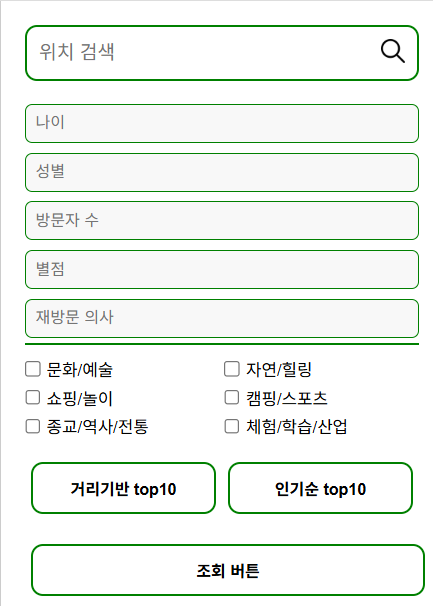 위치 검색
나이
성별
방문자 수
별점
재방문 의사
문화/예술 자연/힐링
쇼핑/놀이 캠핑/스포츠
종교/역사/전통 체험/학습/산업
거리기반 top10 인기순 top10
조회 버튼